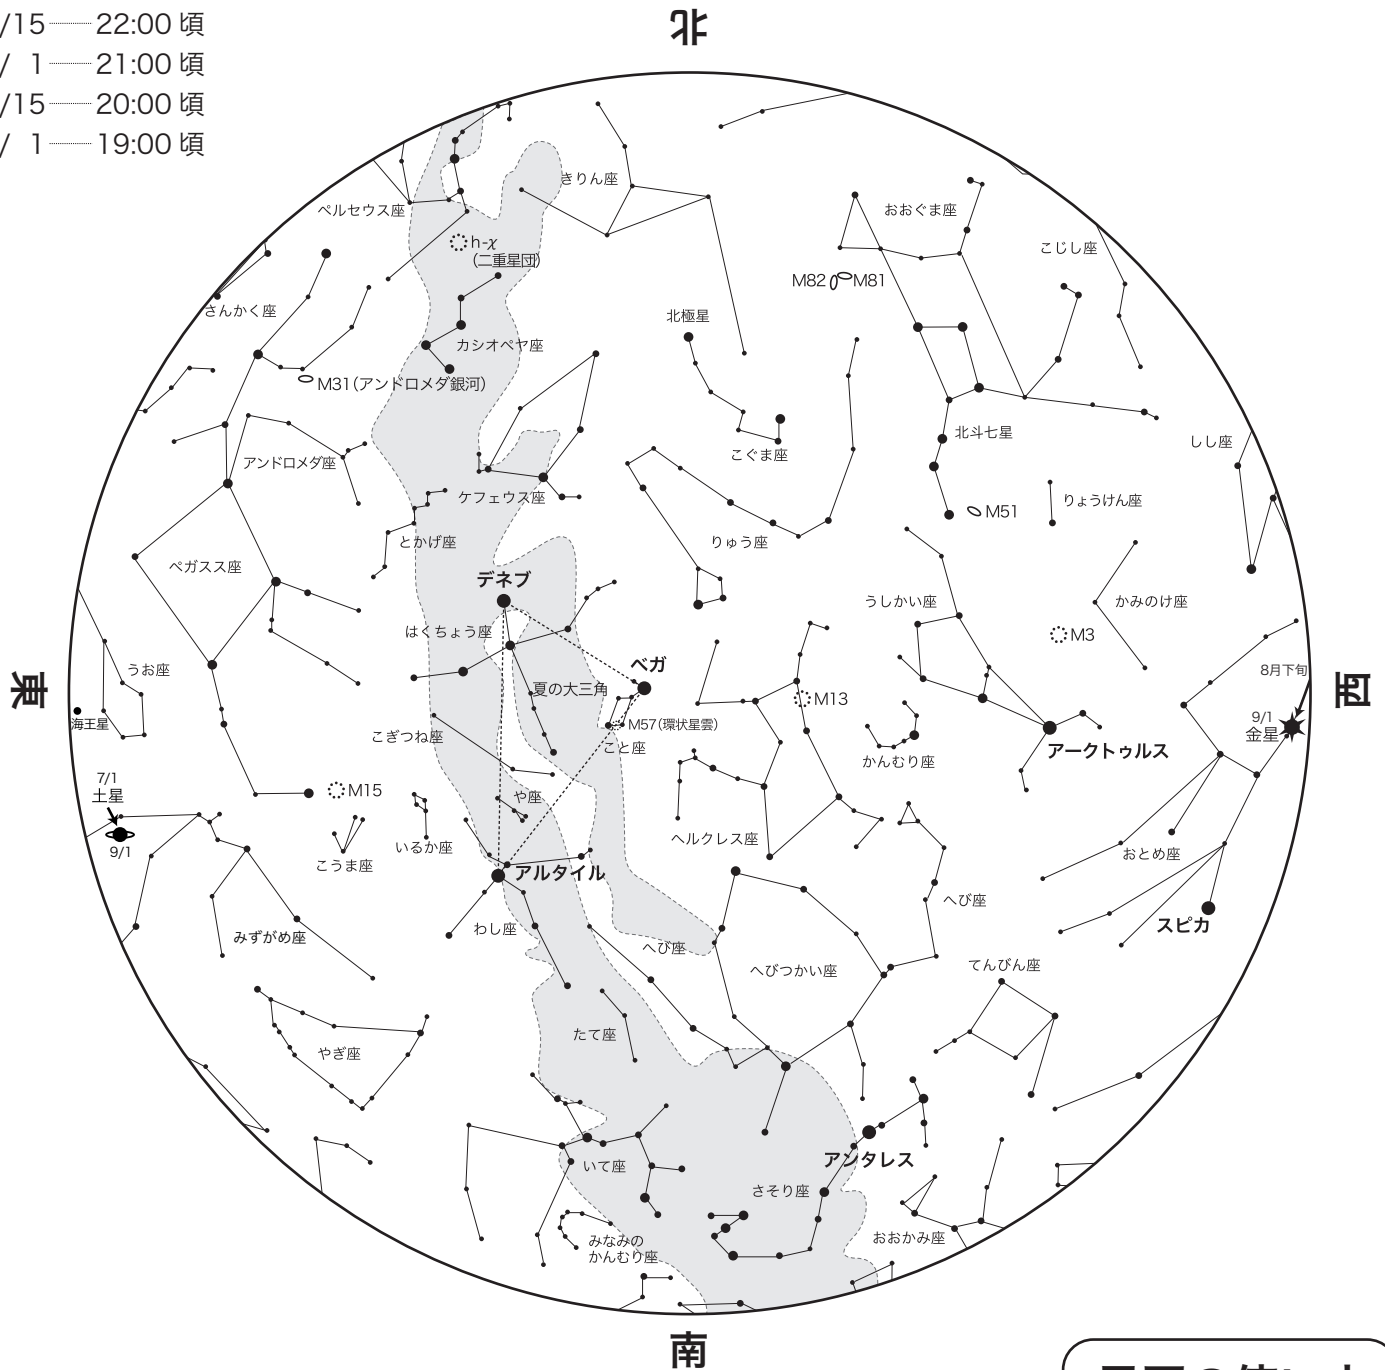 /15 22:00 頃
/ 1 21:00 頃
/15 20:00 頃
/ 1 19:00 頃
北
きりん座
ペルセウス座
おおぐま座
こじし座
h-χ
(二重星団)
M82 M81
さんかく座
北極星
カシオペヤ座
M31(アンドロメダ銀河)
北斗七星
しし座
こぐま座
アンドロメダ座
ケフェウス座
りょうけん座
M51
とかげ座
りゅう座
ペガスス座
デネブ
うしかい座
かみのけ座
はくちょう座
M3
ベガ
うお座
8月下旬
夏の大三角
M13
東
西
海王星
こぎつね座
M57(環状星雲)
こと座
9/1
金星
アークトゥルス
かんむり座
7/1
土星
M15
や座
9/1
いるか座
ヘルクレス座
こうま座
おとめ座
アルタイル
へび座
スピカ
わし座
みずがめ座
へび座
へびつかい座
てんびん座
たて座
やぎ座
アンタレス
いて座
さそり座
おおかみ座
みなみの
かんむり座
南